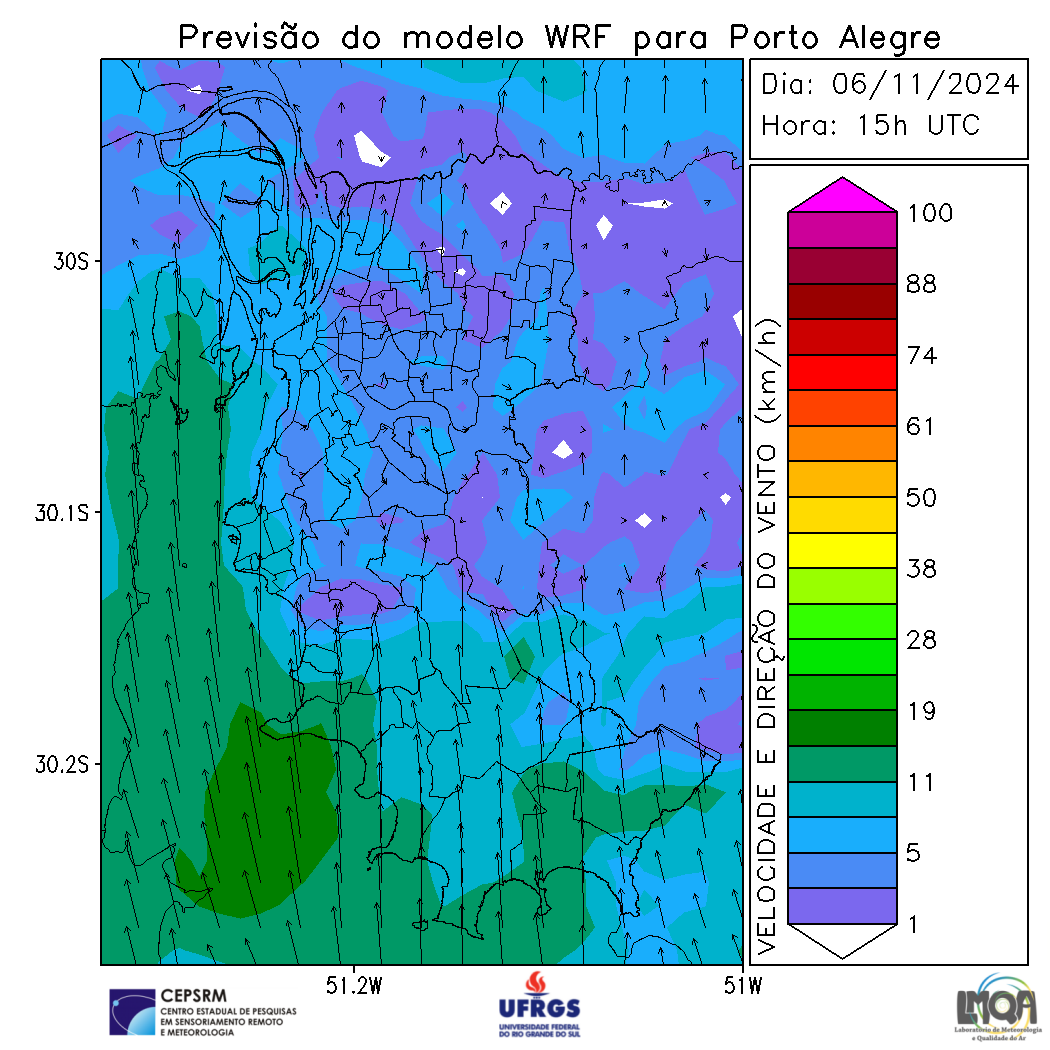 Previsão do modelo WRF para Porto Alegre
Dia: 06/11/2024
Hora: 15h UTC
30S
30.1S
30.2S
51.2W
51W
VELOCIDADE E DIREÇÃO DO VENTO (km/h)
100
88
74
61
50
38
28
19
11
5
1
CEPSRM
CENTRO ESTADUAL DE PESQUISAS
EM SENSORIAMENTO REMOTO
E METEOROLOGIA
UFRGS
UNIVERSIDADE FEDERAL
DO RIO GRANDE DO SUL
LMQA
Laboratório de Meteorologia
e Qualidade do Ar